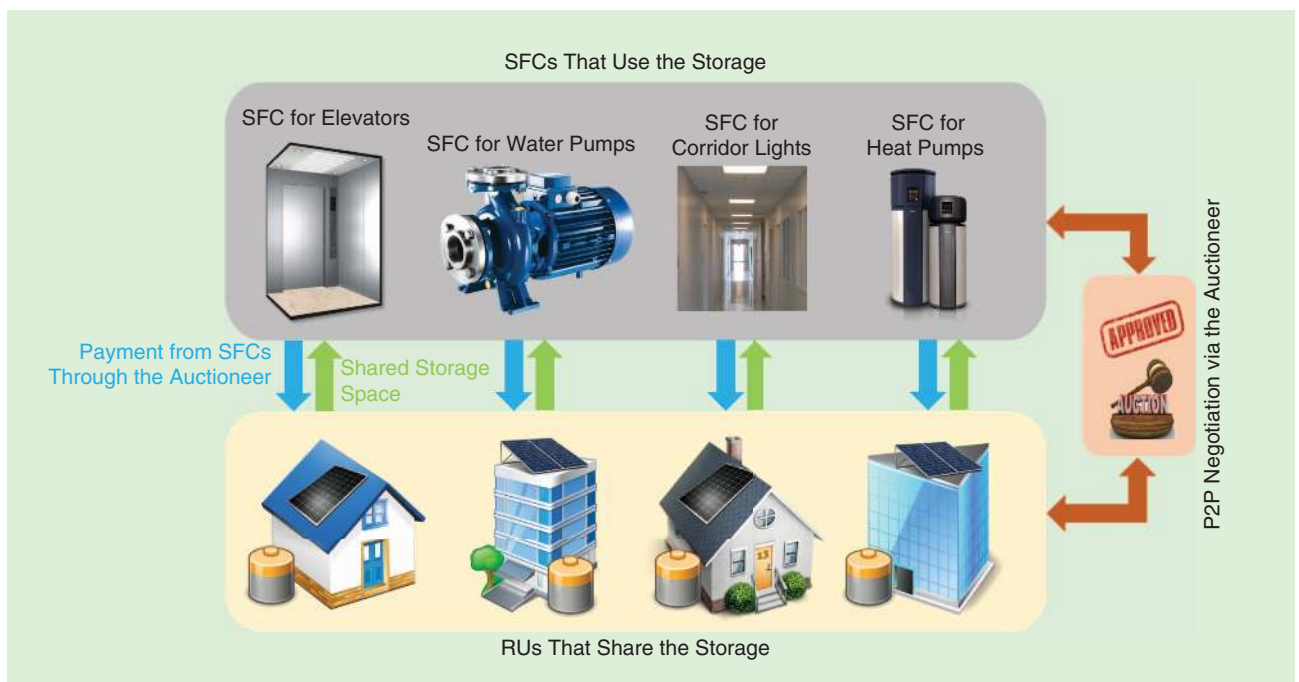 SFCs That Use the Storage
SFC for Elevators
SFC for Water Pumps
SFC for
Corridor Lights
SFC for
Heat Pumps
Payment from SFCs
Through the Auctioneer
Shared Storage
Space
APPROVED
AUCTION
P2P Negotiation via the Auctioneer
13
RUs That Share the Storage